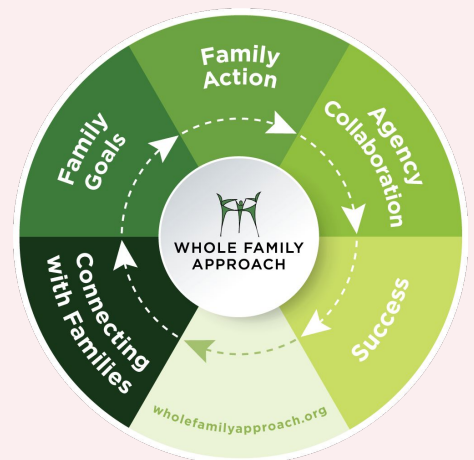 Family
Action
Agency
Collaboration
Success
wholefamilyapproach.org
Connecting
with Families
Family
Goals
WHOLE FAMILY
APPROACH